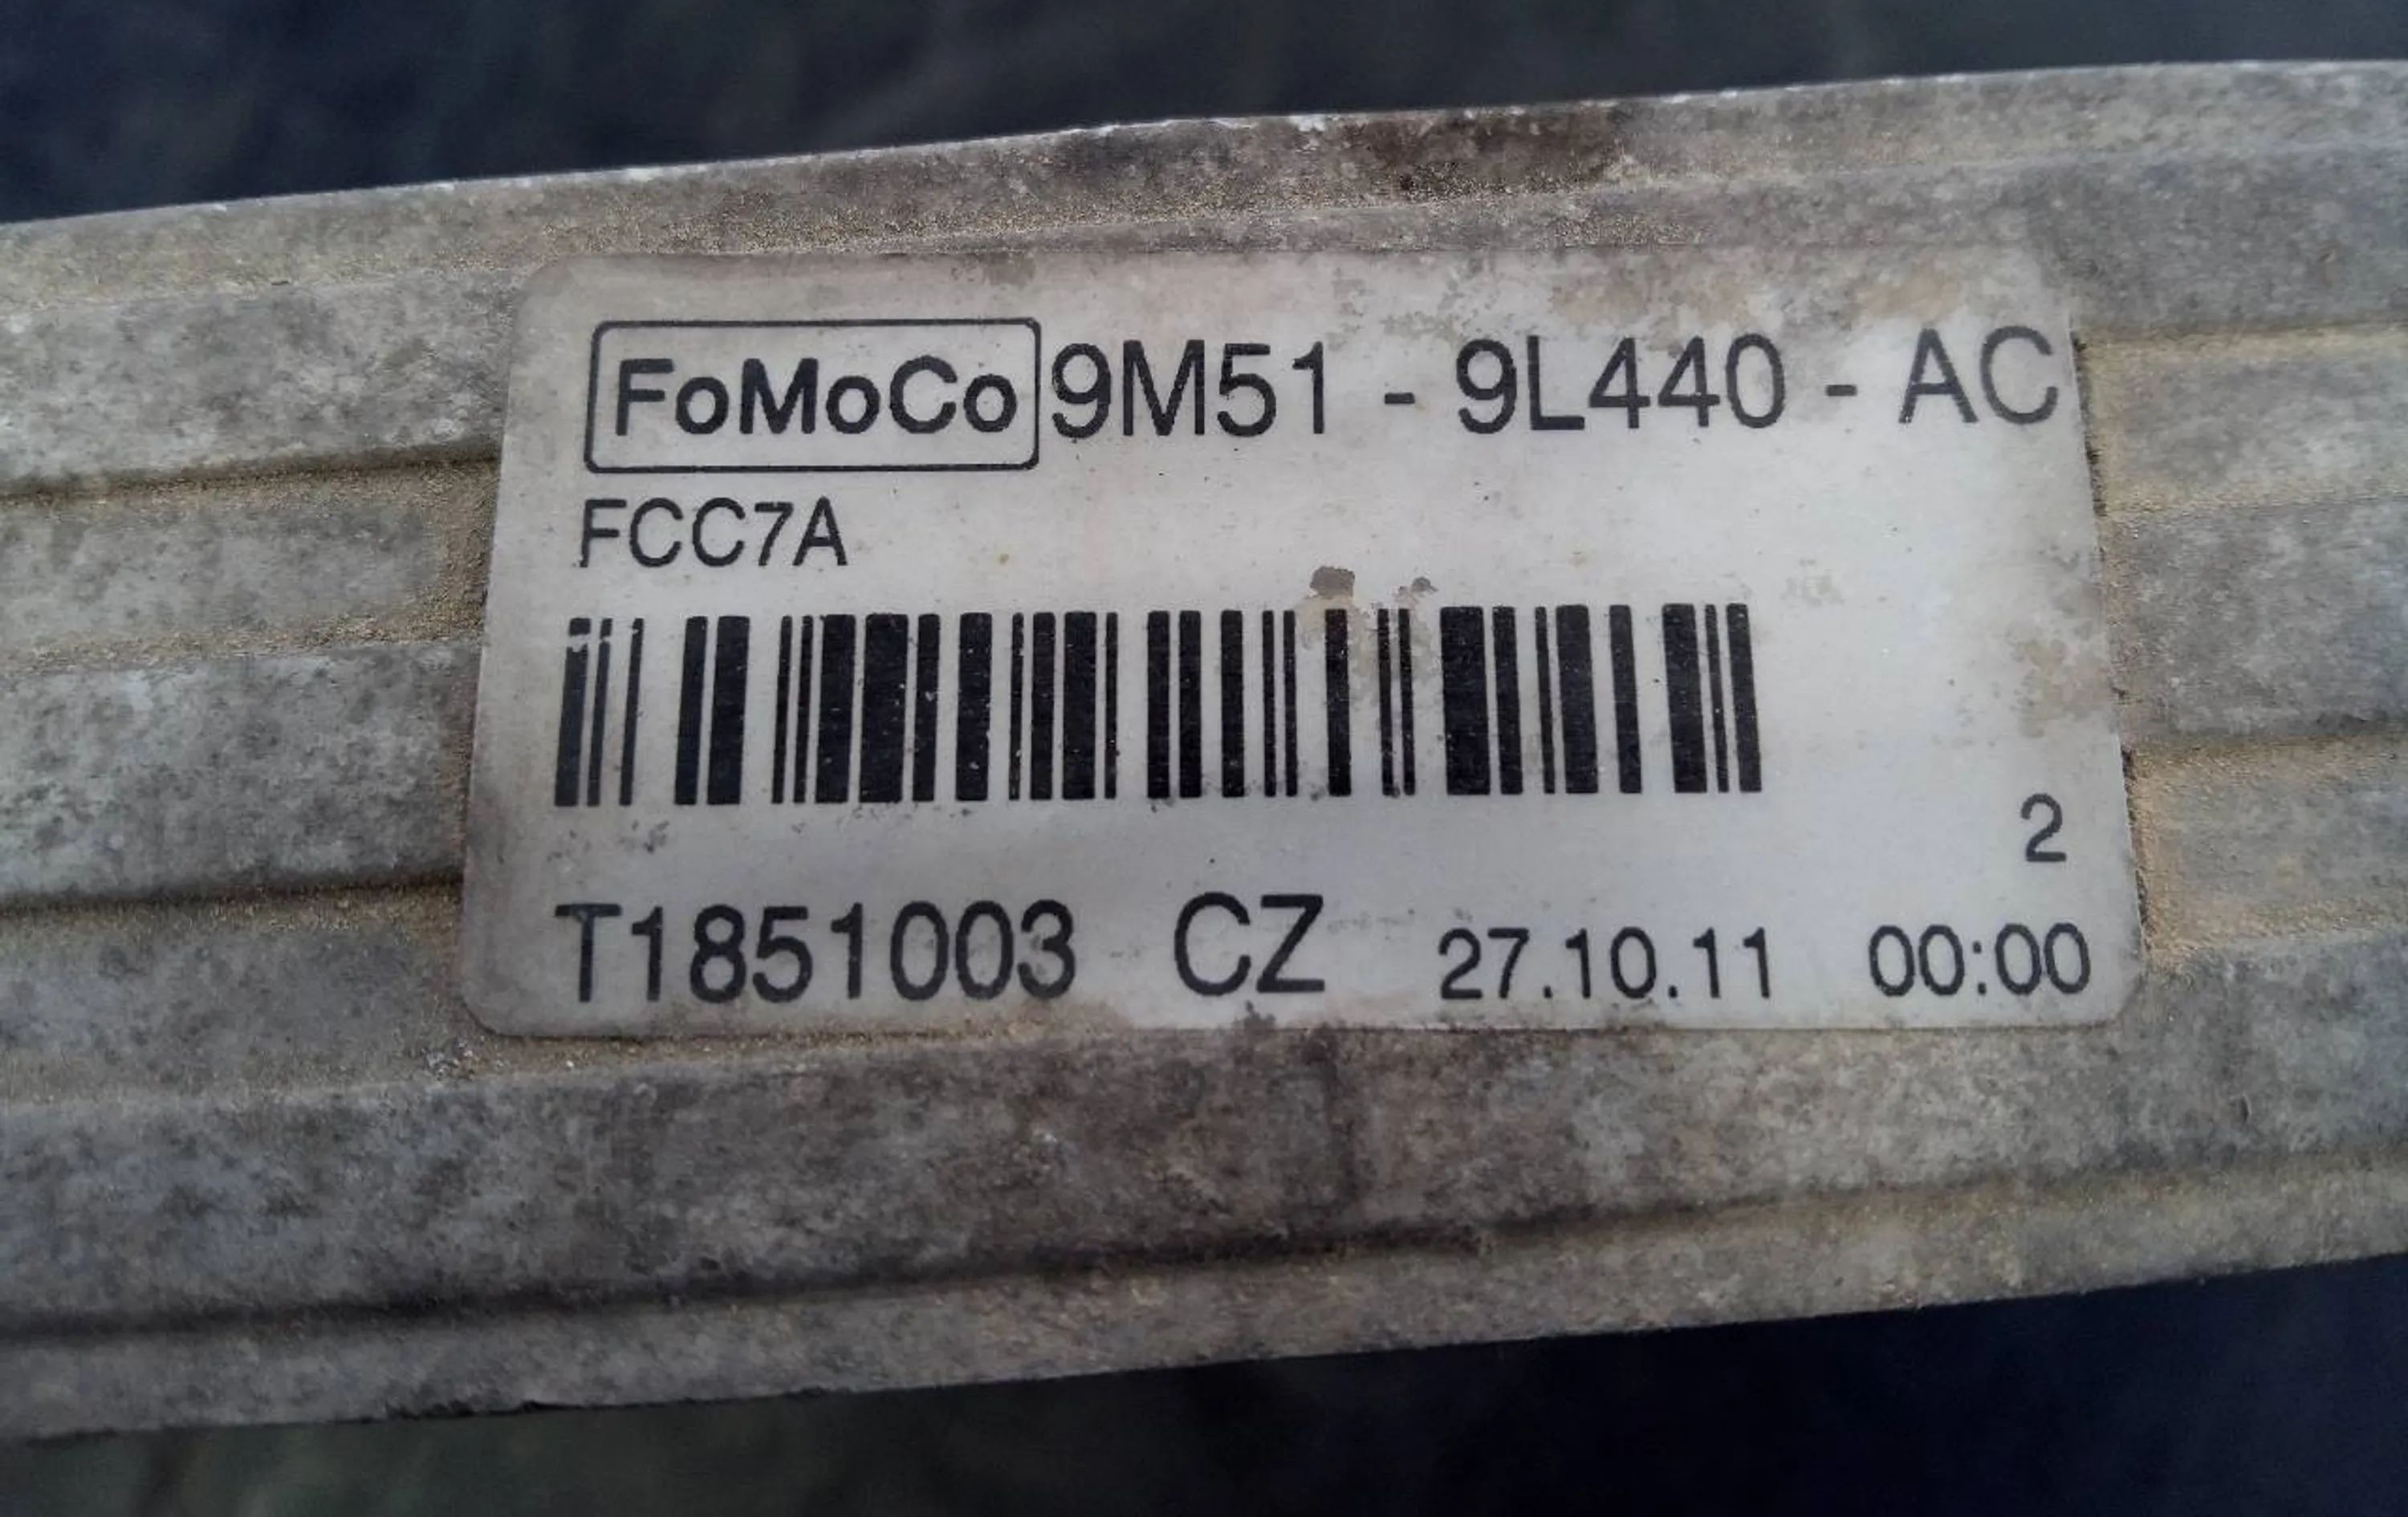 FoMoCo 9M51 - 9L440 - AC
FCC7A
2
T1851003 CZ 27.10.11 00:00